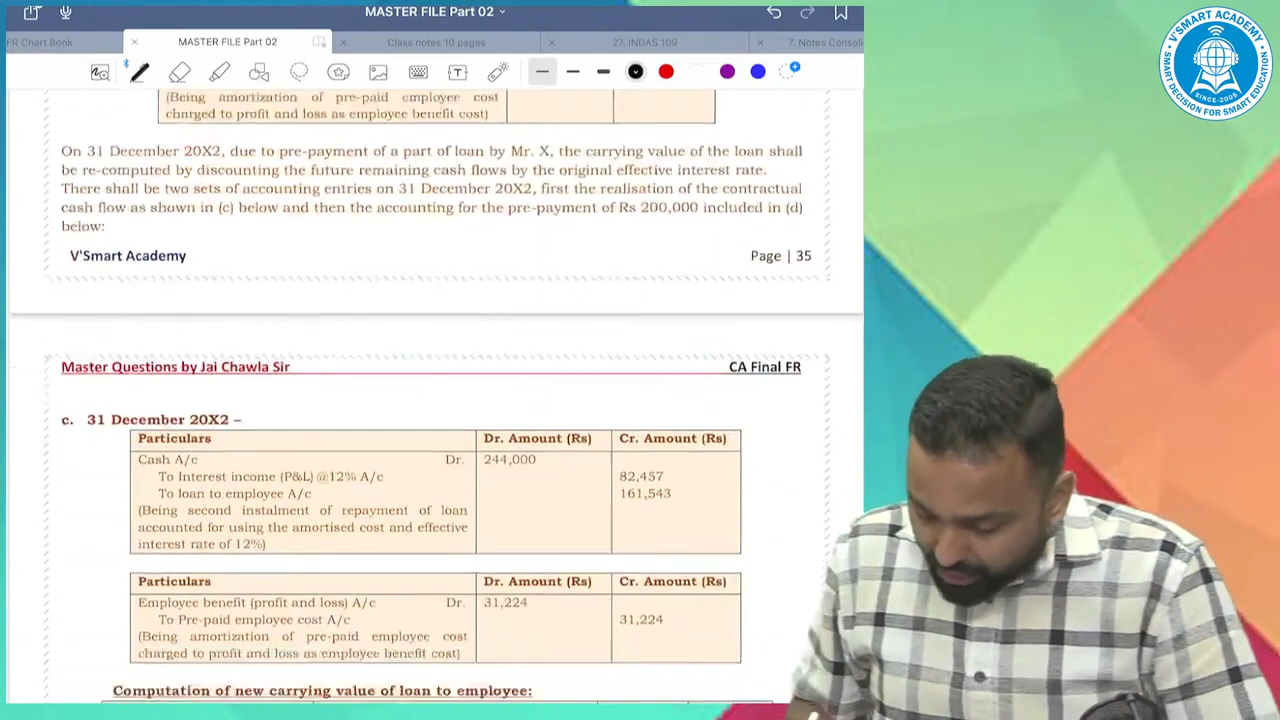 MASTER FILE Part 02
FR Chart Book
MASTER FILE Part 02
Class notes 10 pages
27. INDAS 109
7. Notes Consoli
(Being amortization of pre-paid employee cost
charged to profit and loss as employee benefit cost)
On 31 December 20X2, due to pre-payment of a part of loan by Mr. X, the carrying value of the loan shall
be re-computed by discounting the future remaining cash flows by the original effective interest rate.
There shall be two sets of accounting entries on 31 December 20X2, first the realisation of the contractual
cash flow as shown in (c) below and then the accounting for the pre-payment of Rs 200,000 included in (d)
below:
V'Smart Academy Page | 35
Master Questions by Jai Chawla Sir CA Final FR
c. 31 December 20X2 –
Particulars Dr. Amount (Rs) Cr. Amount (Rs)
Cash A/c Dr. 244,000
To Interest income (P&L) @12% A/c 82,457
To loan to employee A/c 161,543
(Being second instalment of repayment of loan
accounted for using the amortised cost and effective
interest rate of 12%)
Particulars Dr. Amount (Rs) Cr. Amount (Rs)
Employee benefit (profit and loss) A/c Dr. 31,224
To Pre-paid employee cost A/c 31,224
(Being amortization of pre-paid employee cost
charged to profit and loss as employee benefit cost)
Computation of new carrying value of loan to employee:
V'SMART ACADEMY
SINCE-2005
SMART DECISION FOR SMART EDUCATION